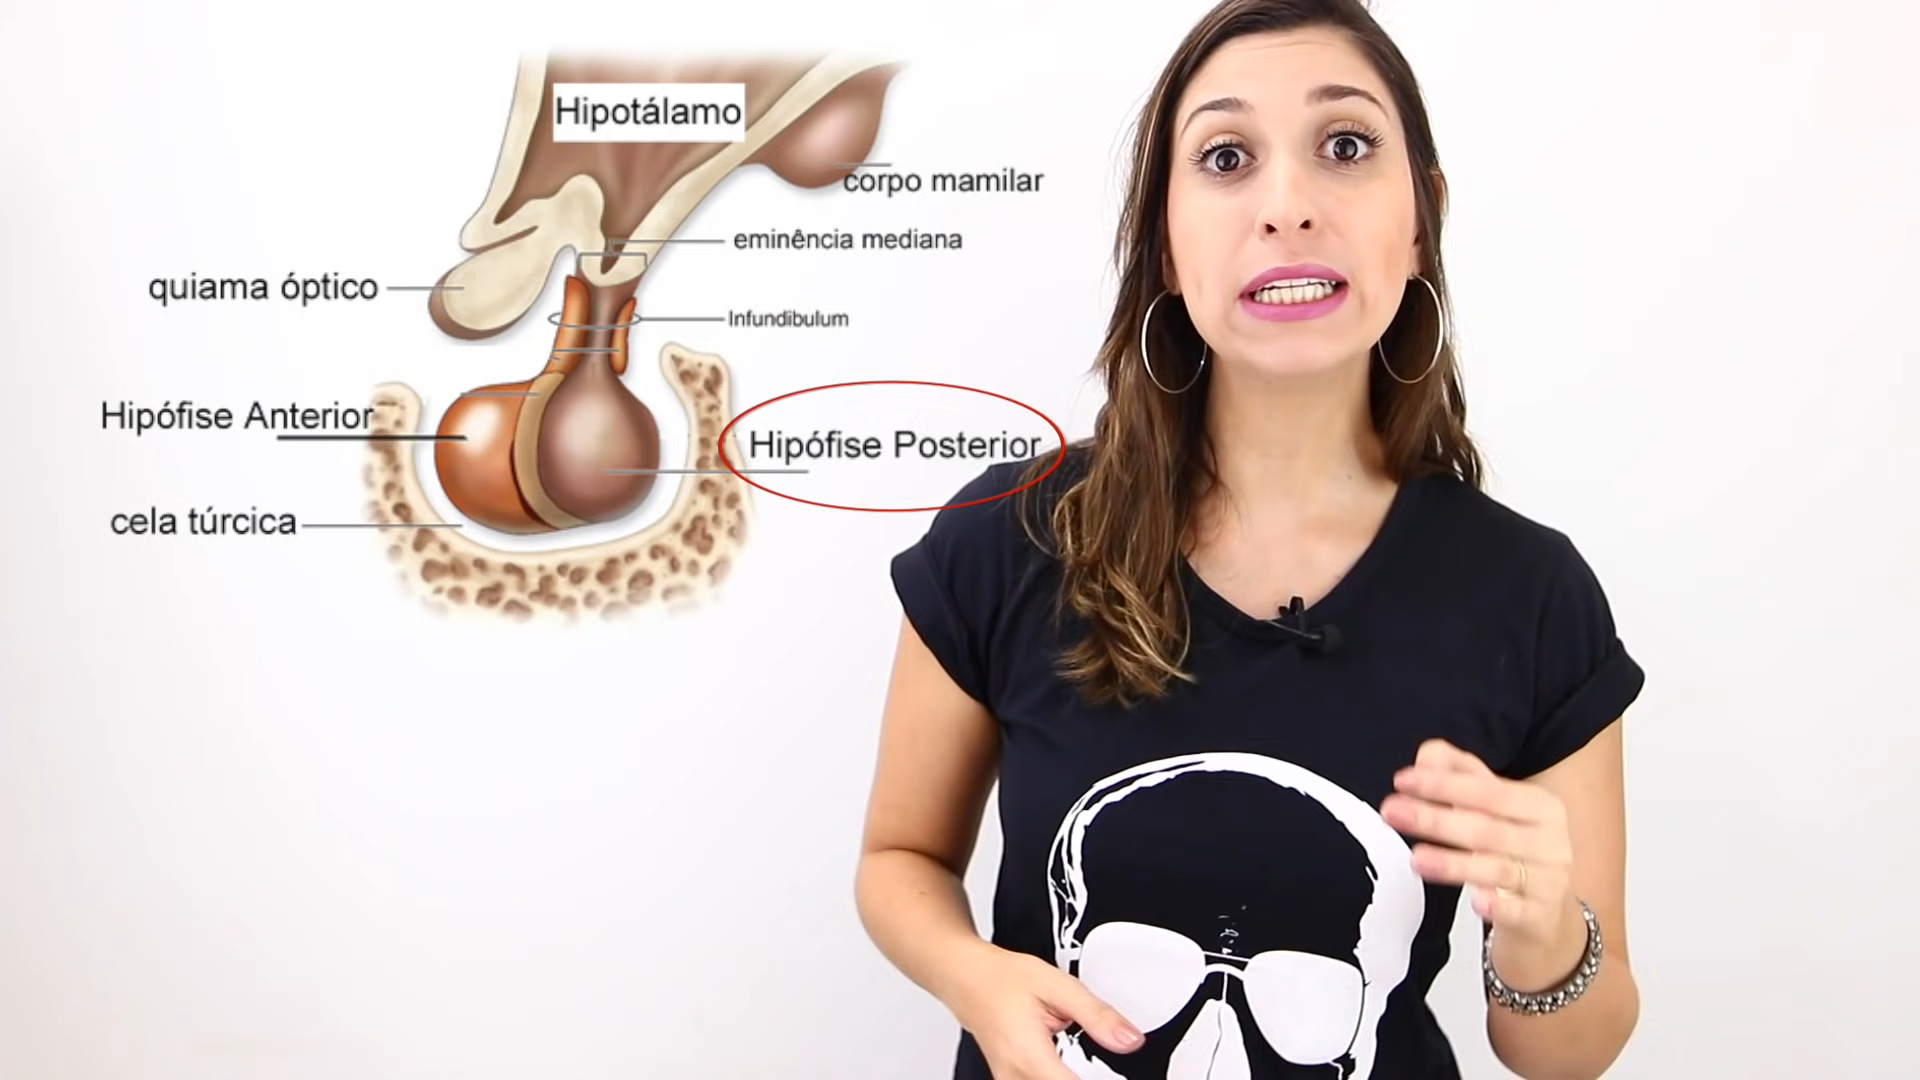 Hipotálamo
corpo mamilar
eminência mediana
quiama óptico
Infundibulum
Hipófise Anterior
Hipófise Posterior
cela túrcica